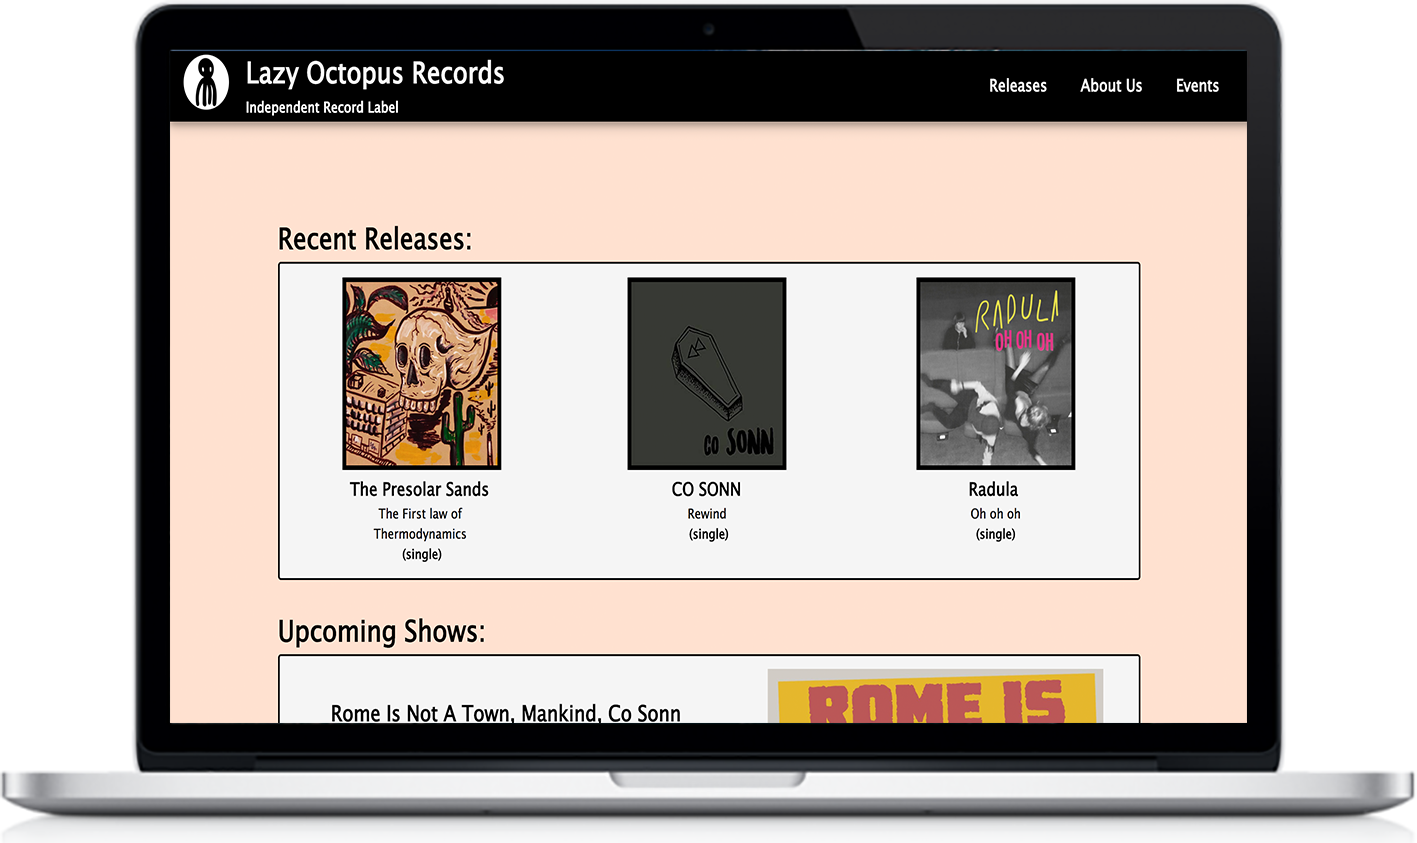 Lazy Octopus Records
Independent Record Label
Releases
About Us
Events
Recent Releases:
RADULA
OH OH OH
CO SONN
The Presolar Sands
The First law of
Thermodynamics
(single)
CO SONN
Rewind
(single)
Radula
Oh oh oh
(single)
Upcoming Shows:
Rome Is Not A Town, Mankind, Co Sonn
ROME IS